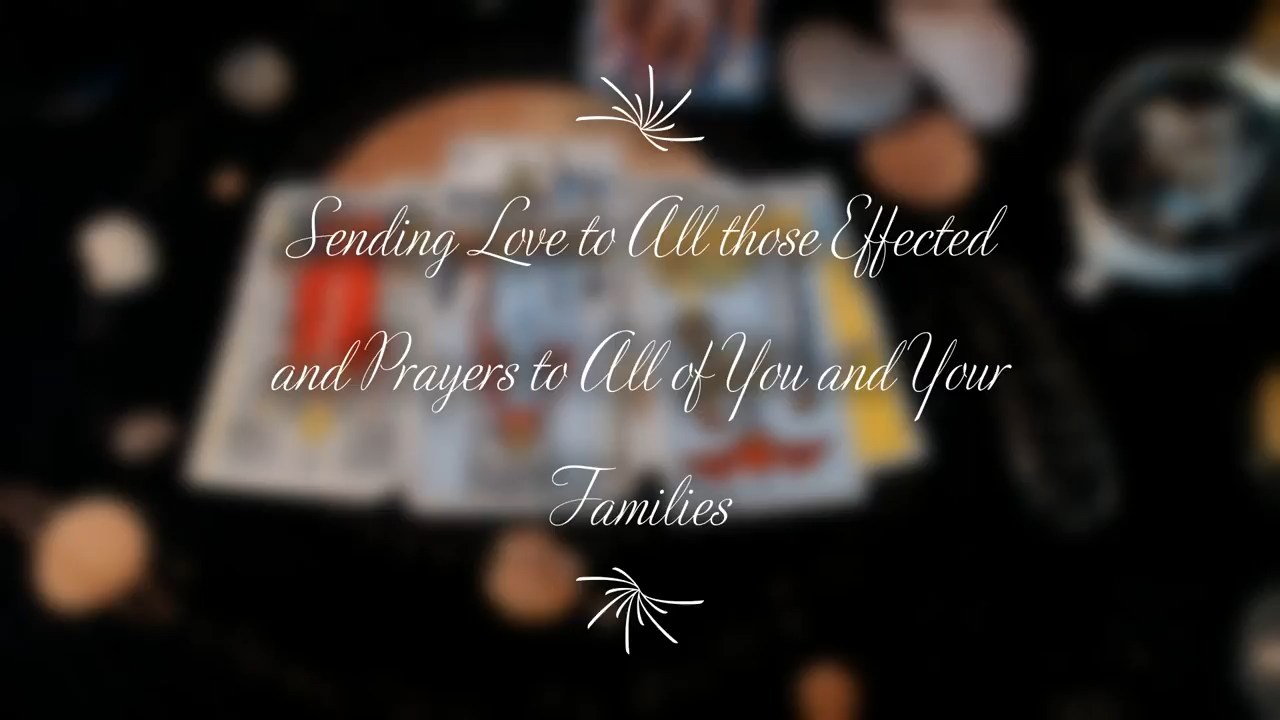 Sending Love to All those Effected
and Prayers to All of You and Your
Families